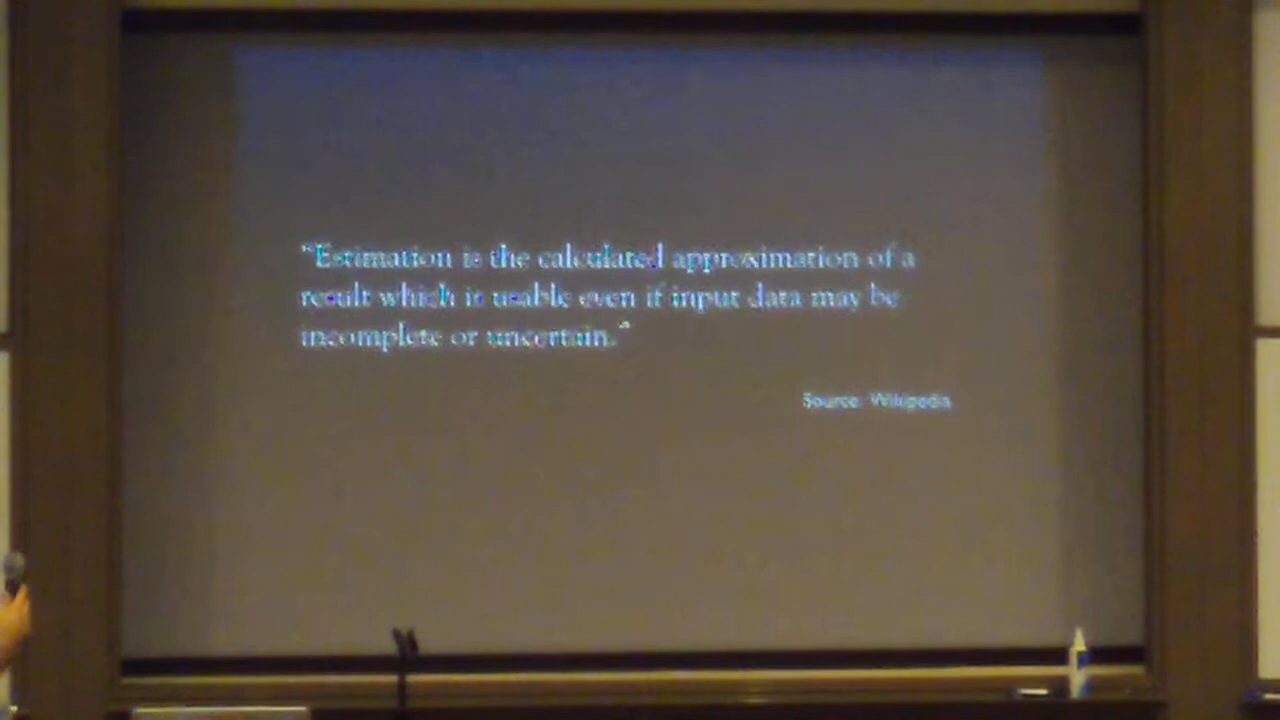 “Estimation is the calculated approximation of a
result which is usable even if input data may be
incomplete or uncertain.”
Source: Wikipedia